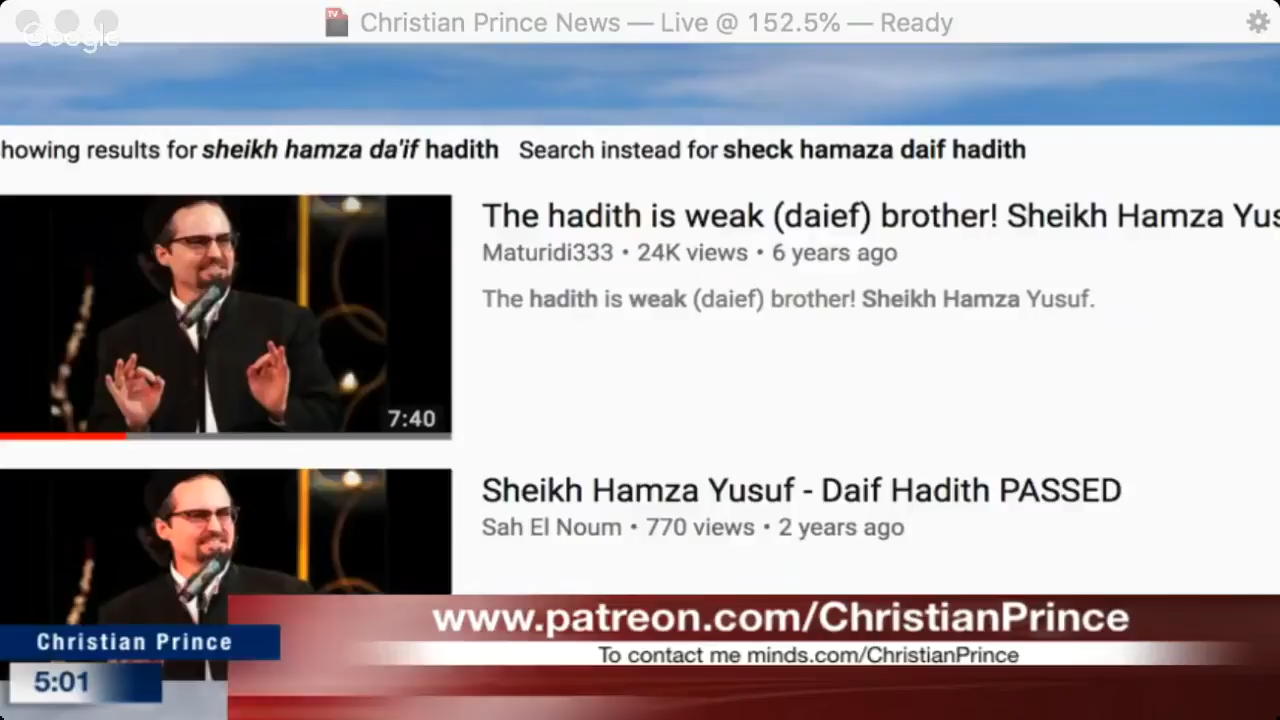 Christian Prince News — Live @ 152.5% — Ready
Google
howing results for sheikh hamza da'if hadith Search instead for sheck hamaza daif hadith
The hadith is weak (daief) brother! Sheikh Hamza Yus
Maturidi333 • 24K views • 6 years ago
The hadith is weak (daief) brother! Sheikh Hamza Yusuf.
7:40
Sheikh Hamza Yusuf - Daif Hadith PASSED
Sah El Noum • 770 views • 2 years ago
www.patreon.com/ChristianPrince
Christian Prince
To contact me minds.com/ChristianPrince
5:01